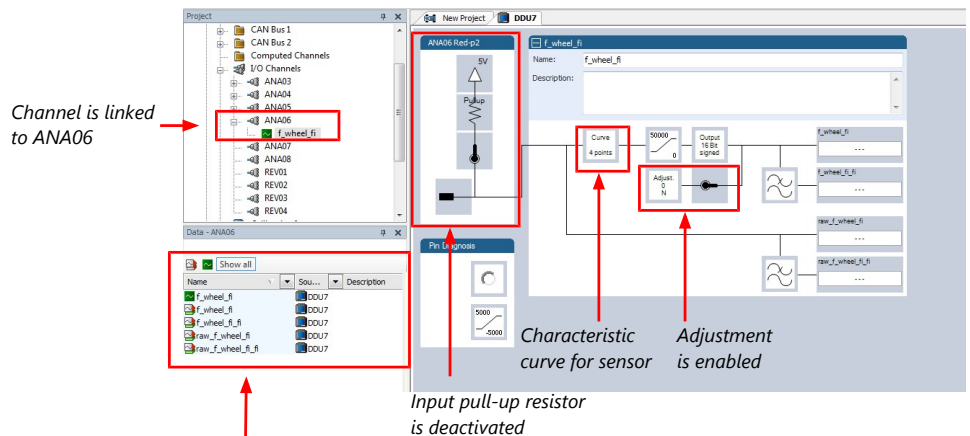 Project
CAN Bus 1
CAN Bus 2
Computed Channels
I/O Channels
ANA03
ANA04
ANA05
ANA06
f_wheel_fi
ANA07
ANA08
REV01
REV02
REV03
REV04
Channel is linked
to ANA06
Data - ANA06
Show all
Name Sou... Description
f_wheel_fi DDU7
f_wheel_fi DDU7
f_wheel_fi_fi DDU7
raw_f_wheel_fi DDU7
raw_f_wheel_fi_fi DDU7
New Project DDU7
ANA06 Red-p2
5V
Pullup
Pin Diagnosis
5000
-5000
f_wheel_fi
Name: f_wheel_fi
Description:
Curve
4 points
50000
0
Output
16 Bit
signed
Adjust.
0
N
f_wheel_fi
---
f_wheel_fi_fi
---
raw_f_wheel_fi
---
raw_f_wheel_fi_fi
---
Characteristic
curve for sensor
Adjustment
is enabled
Input pull-up resistor
is deactivated